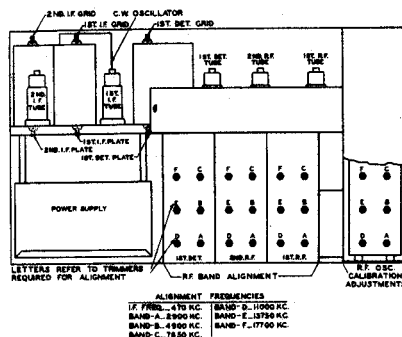 2ND. I.F. GRID
1ST. I.F. GRID
C.W. OSCILLATOR
1ST. DET. GRID
1ST. DET. TUBE
2ND. R.F. TUBE
1ST. R.F. TUBE
2ND. I.F. TUBE
1ST. I.F. TUBE
2ND. I.F. PLATE
1ST. I.F. PLATE
1ST. DET. PLATE
POWER SUPPLY
F C F C F C F C
E B E B E B E B
D A D A D A D A
1ST. DET. 2ND. R.F. 1ST. R.F.
LETTERS REFER TO TRIMMERS
REQUIRED FOR ALIGNMENT
R.F. BAND ALIGNMENT
R.F. OSC.
CALIBRATION
ADJUSTMENTS
ALIGNMENT FREQUENCIES
I.F. FREQ.... 470 KC. BAND-D.. 11000 KC.
BAND-A.. 2900 KC. BAND-E.. 13750 KC.
BAND-B.. 4900 KC. BAND-F.. 17700 KC.
BAND-C.. 7850 KC.